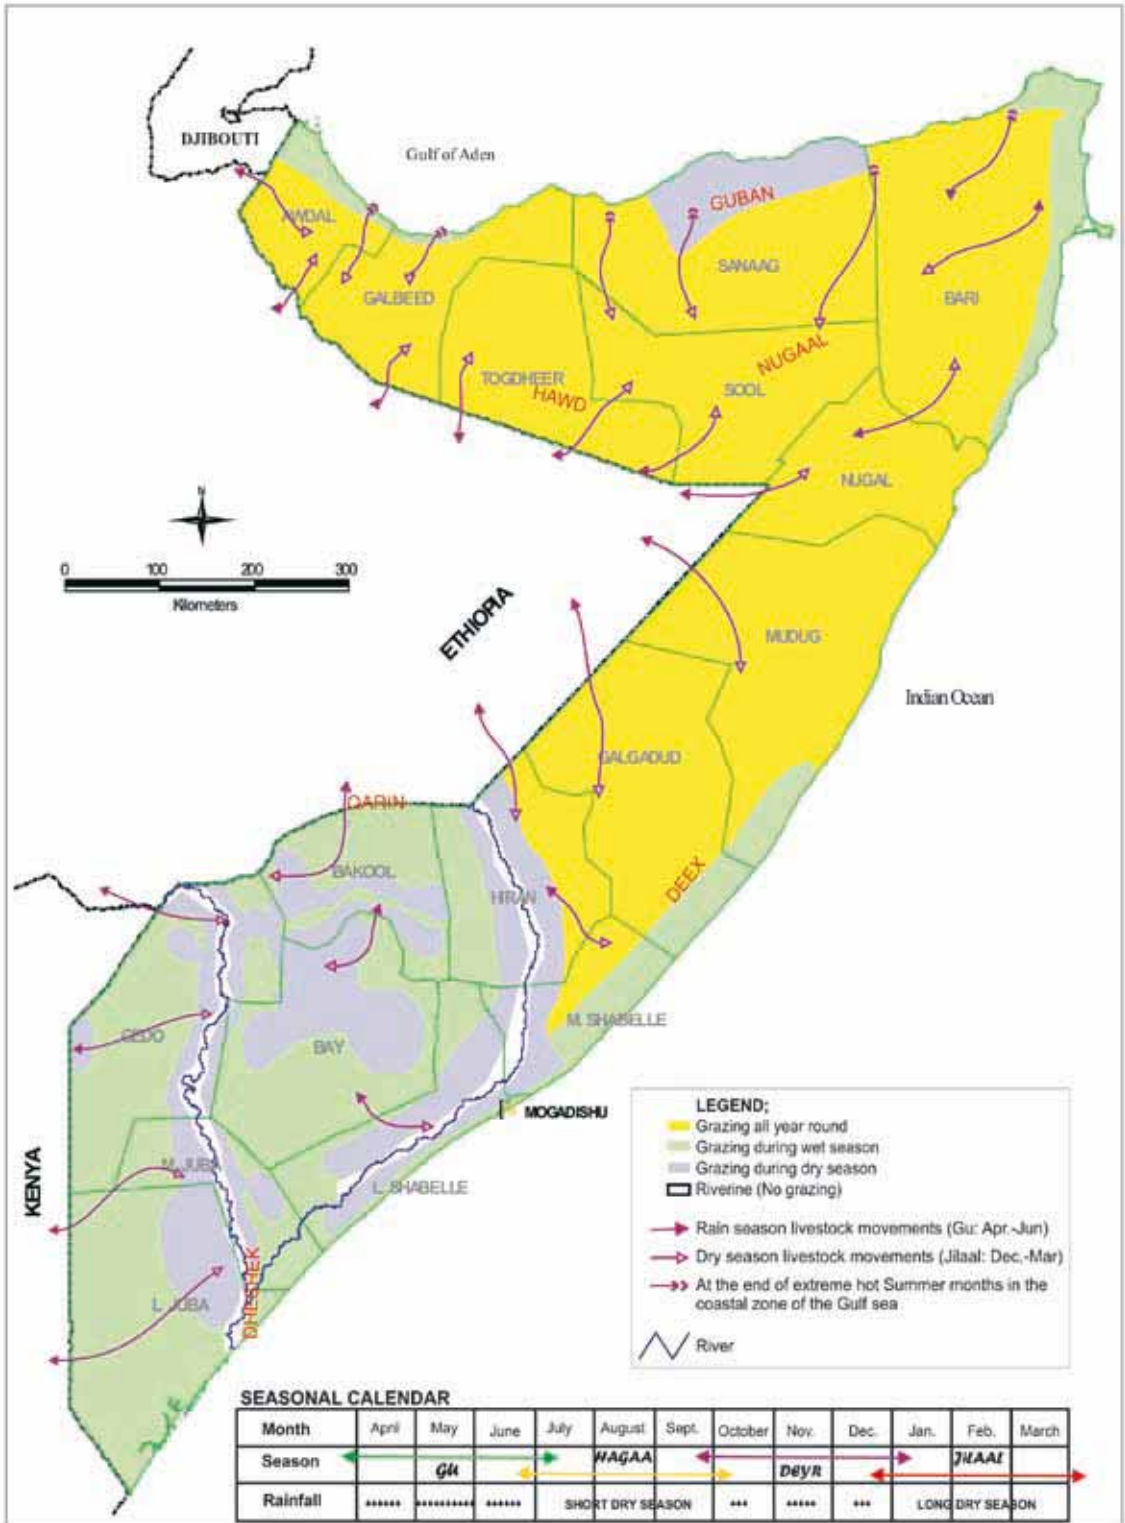 DJIBOUTI
Gulf of Aden
AWDAL
GUBAN
SANAAG
GALBEED
BARI
NUGAAL
TOGDHEER
SOOL
HAWD
NUGAL
N
0 100 200 300
Kilometers
ETHIOPIA
MUDUG
Indian Ocean
GALGADUD
QARIN
BAKOOL
DEEX
HIRAN
M. SHABELLE
GEDO
BAY
MOGADISHU
KENYA
M. JUBA
L. SHABELLE
DHESHEK
L. JUBA
LEGEND;
Grazing all year round
Grazing during wet season
Grazing during dry season
Riverine (No grazing)
Rain season livestock movements (Gu: Apr.-Jun)
Dry season livestock movements (Jilaal: Dec.-Mar)
At the end of extreme hot Summer months in the
coastal zone of the Gulf sea
River
SEASONAL CALENDAR
Month April May June July August Sept. October Nov. Dec. Jan. Feb. March
Season GU HAGAA DEYR JILAAL
Rainfall SHORT DRY SEASON LONG DRY SEASON